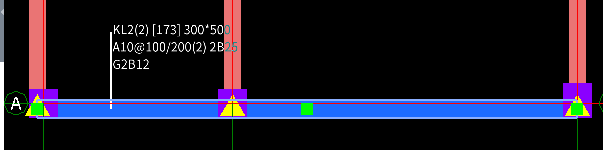 KL2(2) [173] 300*500
A10@100/200(2) 2B25
G2B12
A